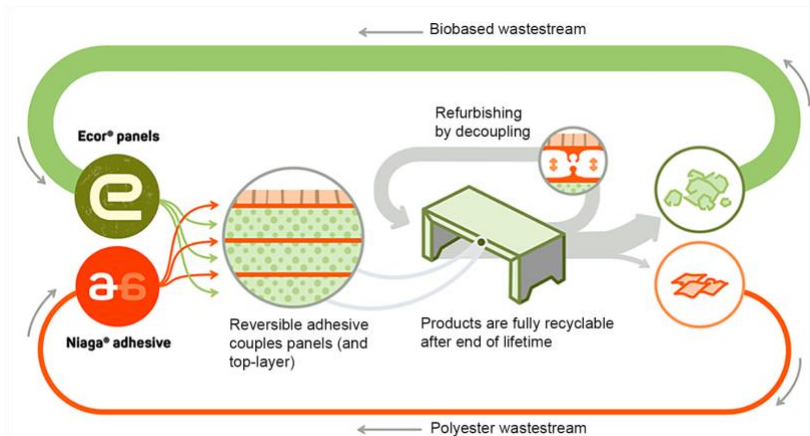 Biobased wastestream
Ecor® panels
Refurbishing
by decoupling
Niaga® adhesive
Reversible adhesive
couples panels (and
top-layer)
Products are fully recyclable
after end of lifetime
Polyester wastestream